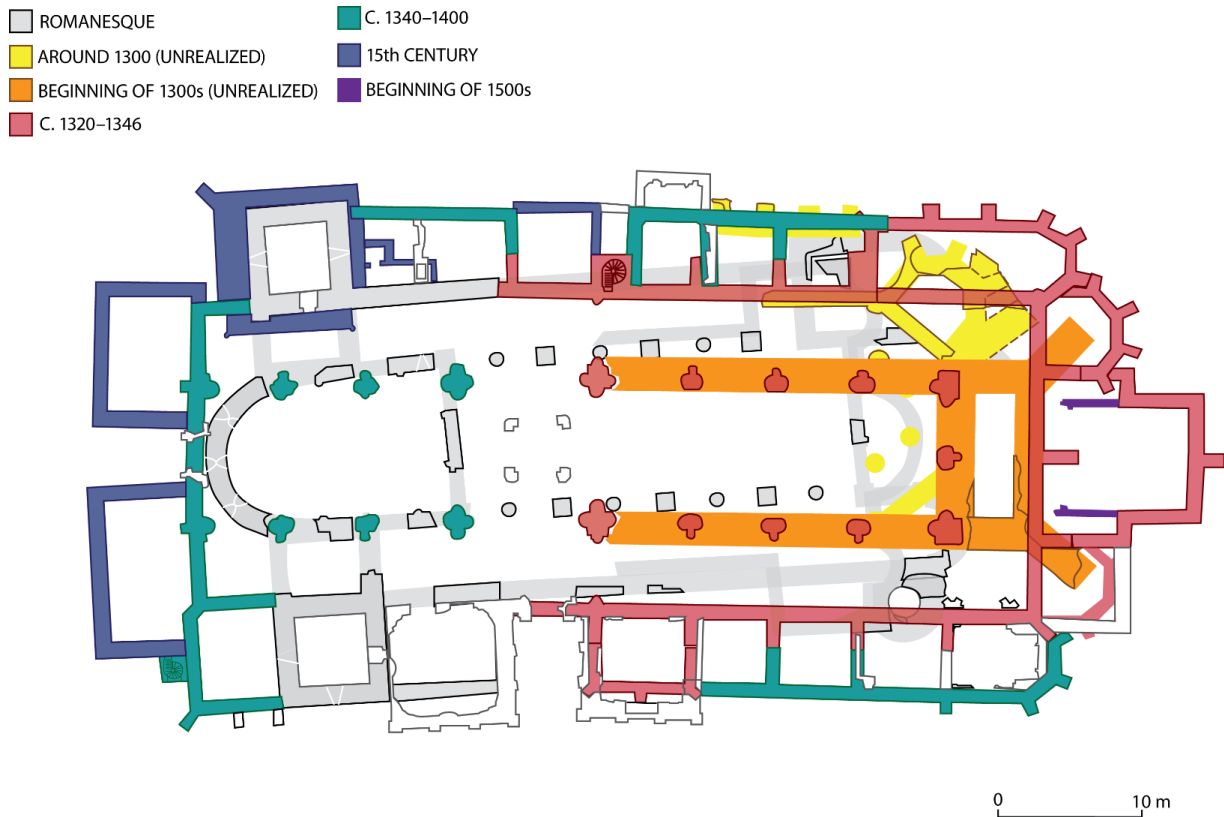 ROMANESQUE
AROUND 1300 (UNREALIZED)
BEGINNING OF 1300s (UNREALIZED)
C. 1320–1346
C. 1340–1400
15th CENTURY
BEGINNING OF 1500s
0 10 m